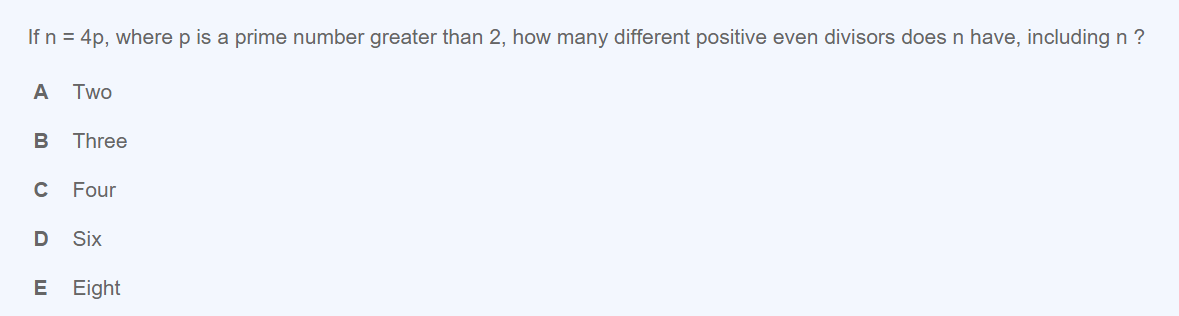 If n = 4p, where p is a prime number greater than 2, how many different positive even divisors does n have, including n ?
A Two
B Three
C Four
D Six
E Eight